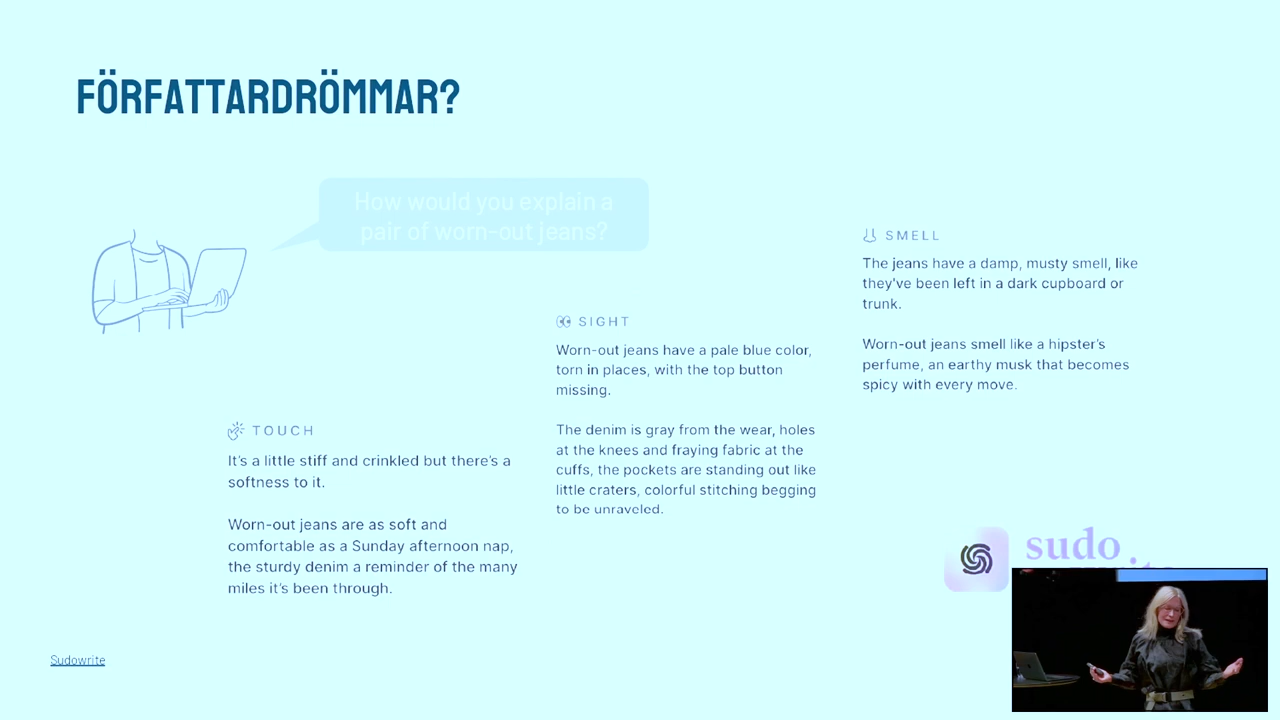 FÖRFATTARDRÖMMAR?
How would you explain a
pair of worn-out jeans?
TOUCH
It's a little stiff and crinkled but there's a
softness to it.
Worn-out jeans are as soft and
comfortable as a Sunday afternoon nap,
the sturdy denim a reminder of the many
miles it's been through.
SIGHT
Worn-out jeans have a pale blue color,
torn in places, with the top button
missing.
The denim is gray from the wear, holes
at the knees and fraying fabric at the
cuffs, the pockets are standing out like
little craters, colorful stitching begging
to be unraveled.
SMELL
The jeans have a damp, musty smell, like
they've been left in a dark cupboard or
trunk.
Worn-out jeans smell like a hipster's
perfume, an earthy musk that becomes
spicy with every move.
sudo
Sudowrite